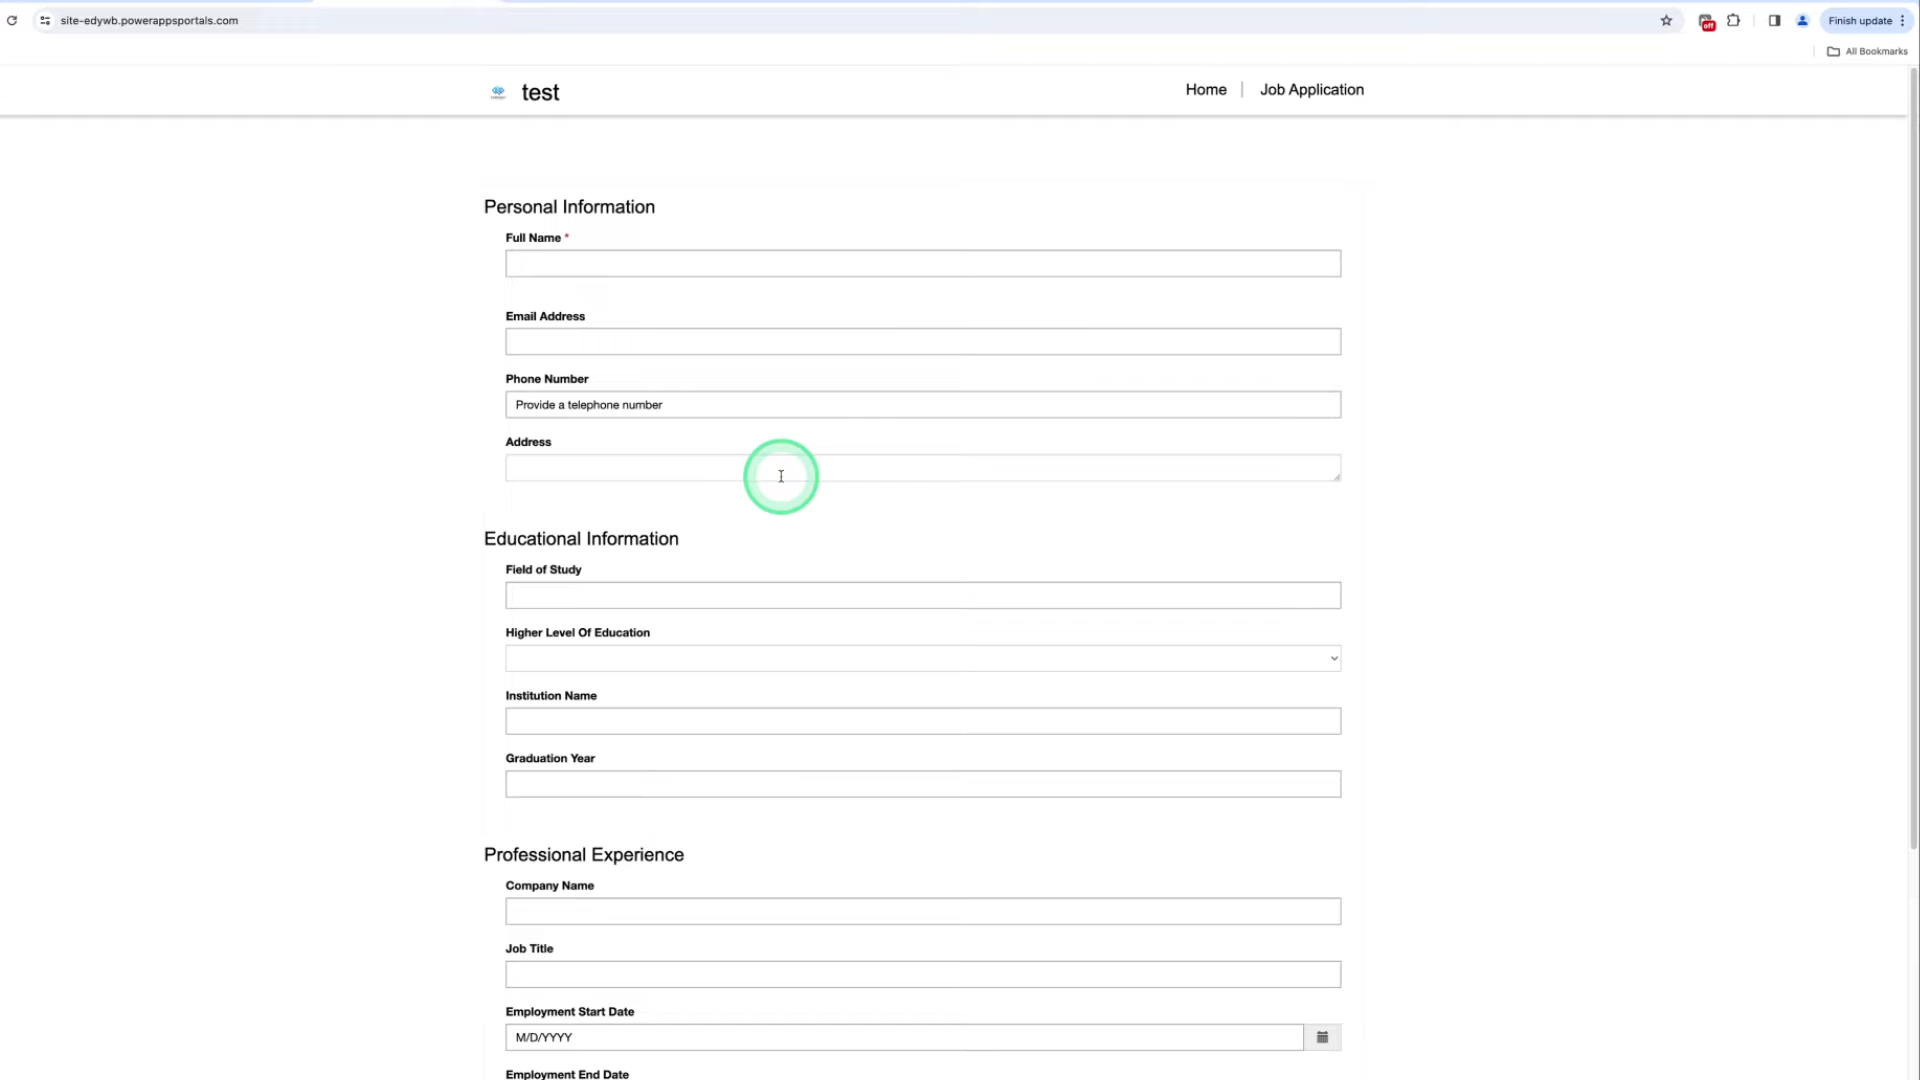 site-edywb.powerappsportals.com
off
Finish update
All Bookmarks
test
Home
Job Application
Personal Information
Full Name *
Email Address
Phone Number
Provide a telephone number
Address
Educational Information
Field of Study
Higher Level Of Education
Institution Name
Graduation Year
Professional Experience
Company Name
Job Title
Employment Start Date
M/D/YYYY
Employment End Date